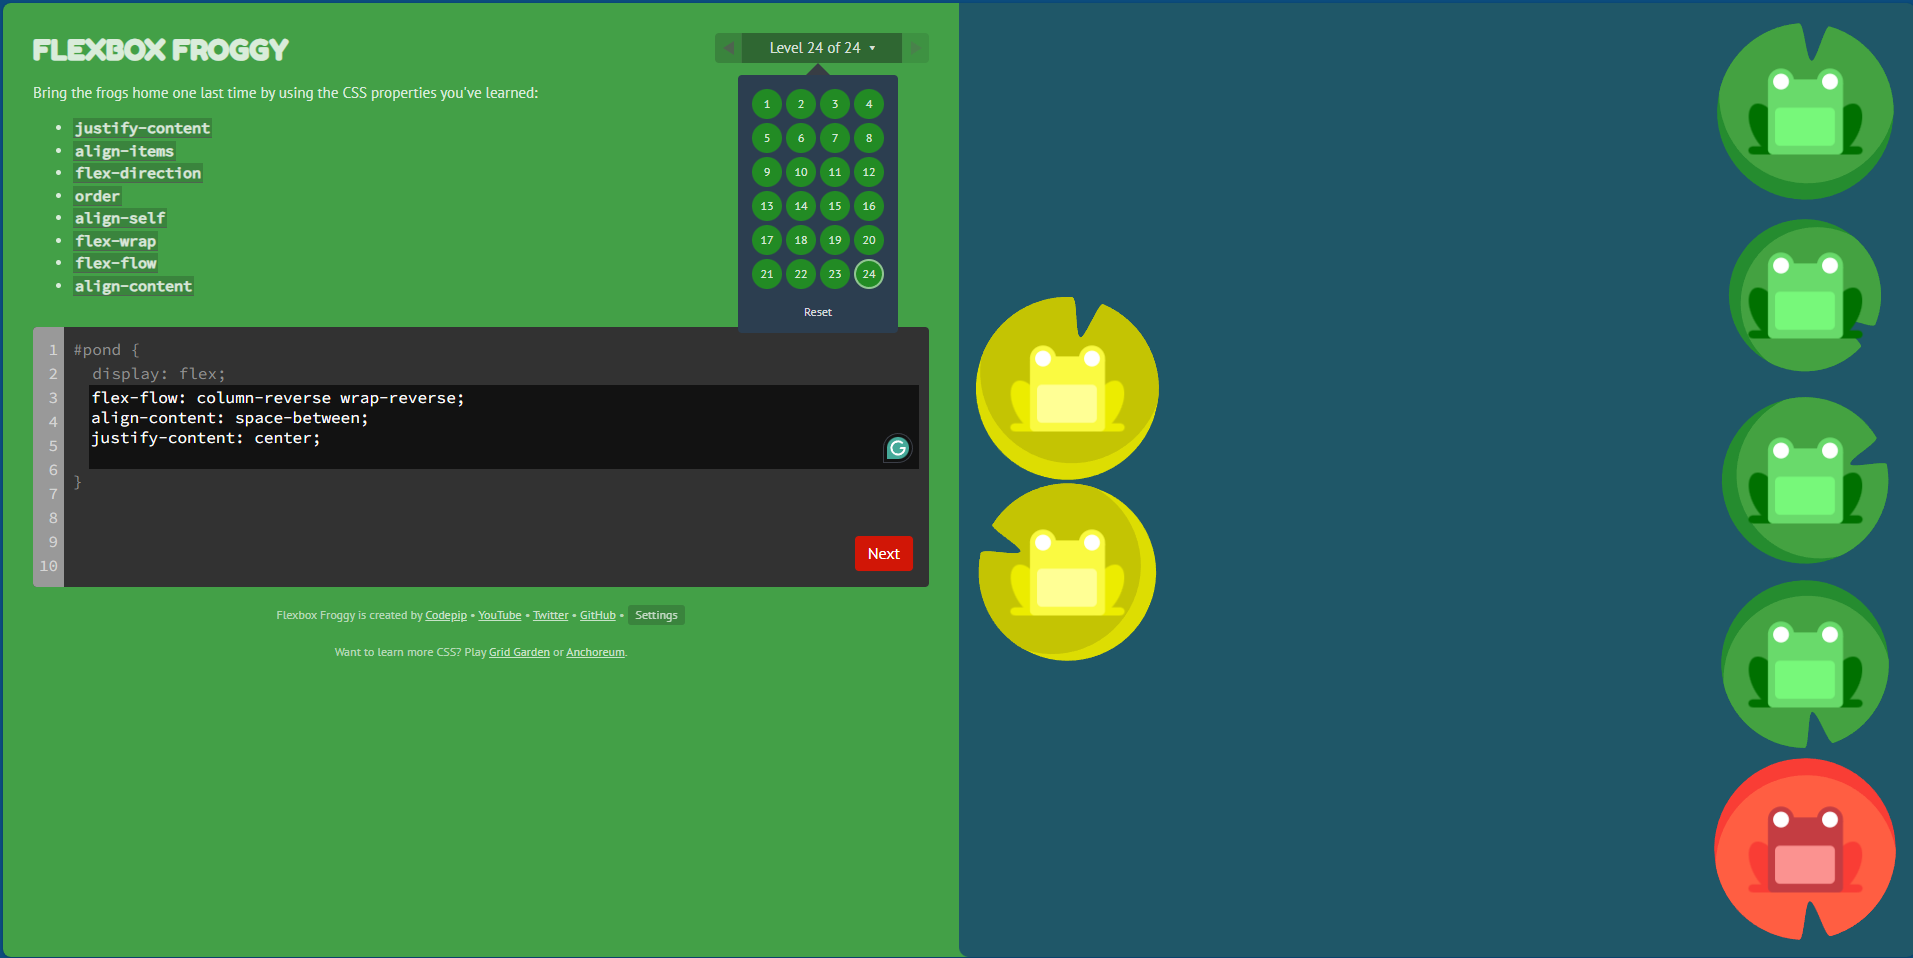 FLEXBOX FROGGY
Level 24 of 24
Bring the frogs home one last time by using the CSS properties you've learned:
justify-content
align-items
flex-direction
order
align-self
flex-wrap
flex-flow
align-content
1 2 3 4
5 6 7 8
9 10 11 12
13 14 15 16
17 18 19 20
21 22 23 24
Reset
1 #pond {
2 display: flex;
3 flex-flow: column-reverse wrap-reverse;
4 align-content: space-between;
5 justify-content: center;
6 }
7
8
9
10
Next
Flexbox Froggy is created by Codepip • YouTube • Twitter • GitHub • Settings
Want to learn more CSS? Play Grid Garden or Anchoreum.